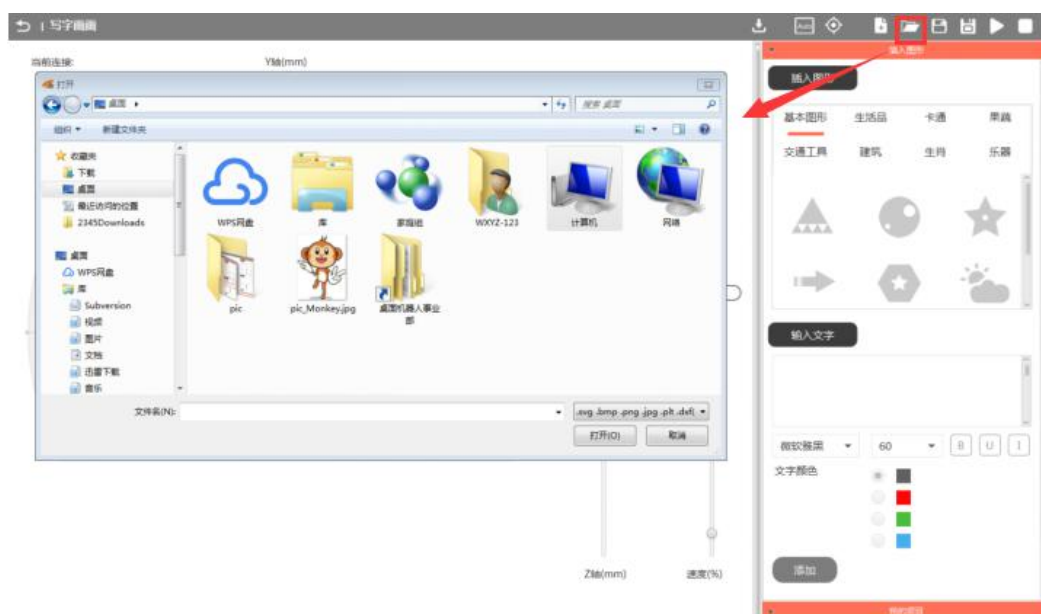 写字画画
Auto
插入图形
当前连接:
Y轴(mm)
打开
桌面
搜索 桌面
组织
新建文件夹
收藏夹
下载
桌面
最近访问的位置
2345Downloads
桌面
WPS网盘
库
Subversion
视频
图片
文档
迅雷下载
音乐
WPS网盘
库
家庭组
WXYZ-123
计算机
网络
pic
pic_Monkey.jpg
桌面机器人事业
部
文件名(N):
打开(O)
取消
插入图形
基本图形 生活品 卡通 果蔬
交通工具 建筑 生肖 乐器
输入文字
微软雅黑 60 B U I
文字颜色
添加
Z轴(mm)
速度(%)